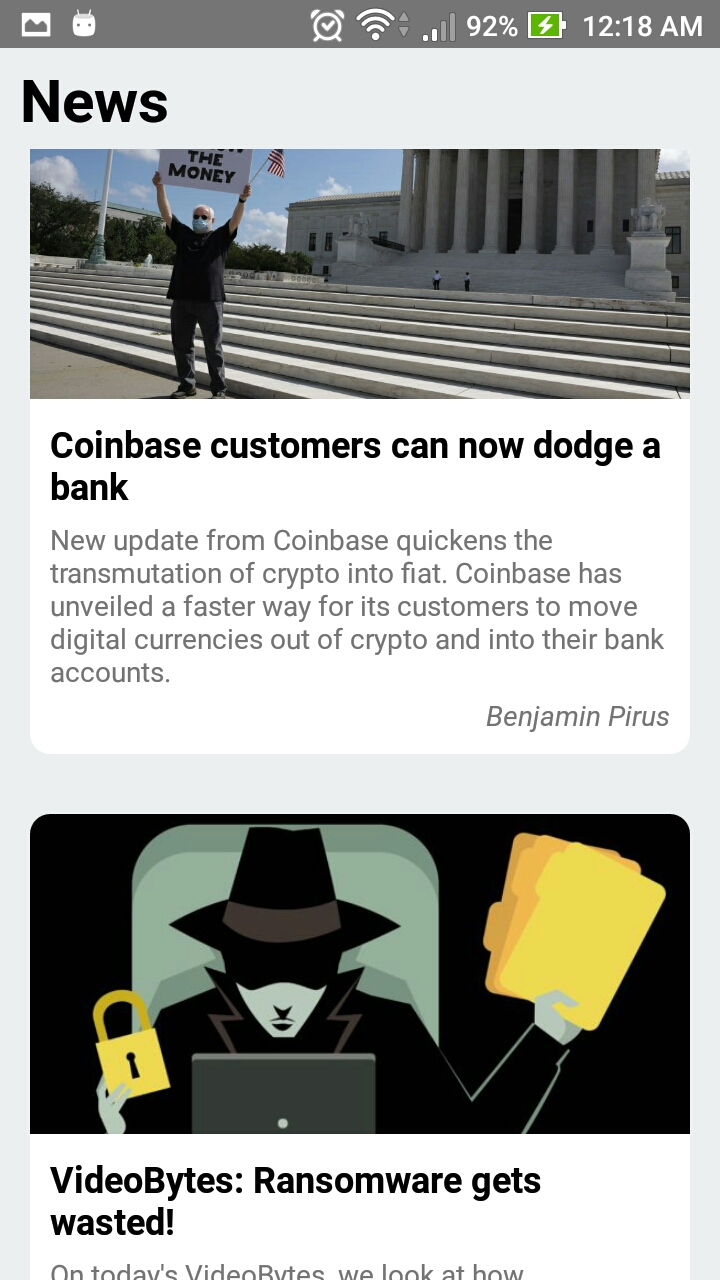 92% 12:18 AM
News
THE
MONEY
Coinbase customers can now dodge a
bank
New update from Coinbase quickens the
transmutation of crypto into fiat. Coinbase has
unveiled a faster way for its customers to move
digital currencies out of crypto and into their bank
accounts.
Benjamin Pirus
VideoBytes: Ransomware gets
wasted!
On today's VideoBytes, we look at how